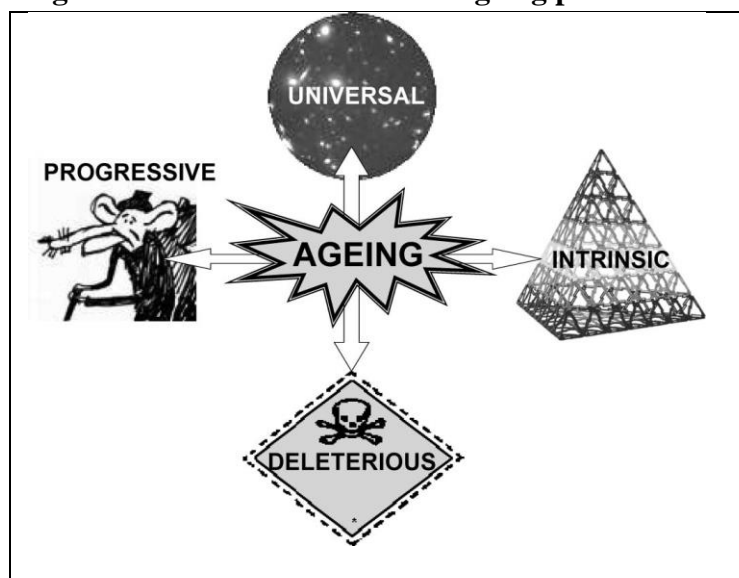 UNIVERSAL
PROGRESSIVE
AGEING
INTRINSIC
DELETERIOUS
*